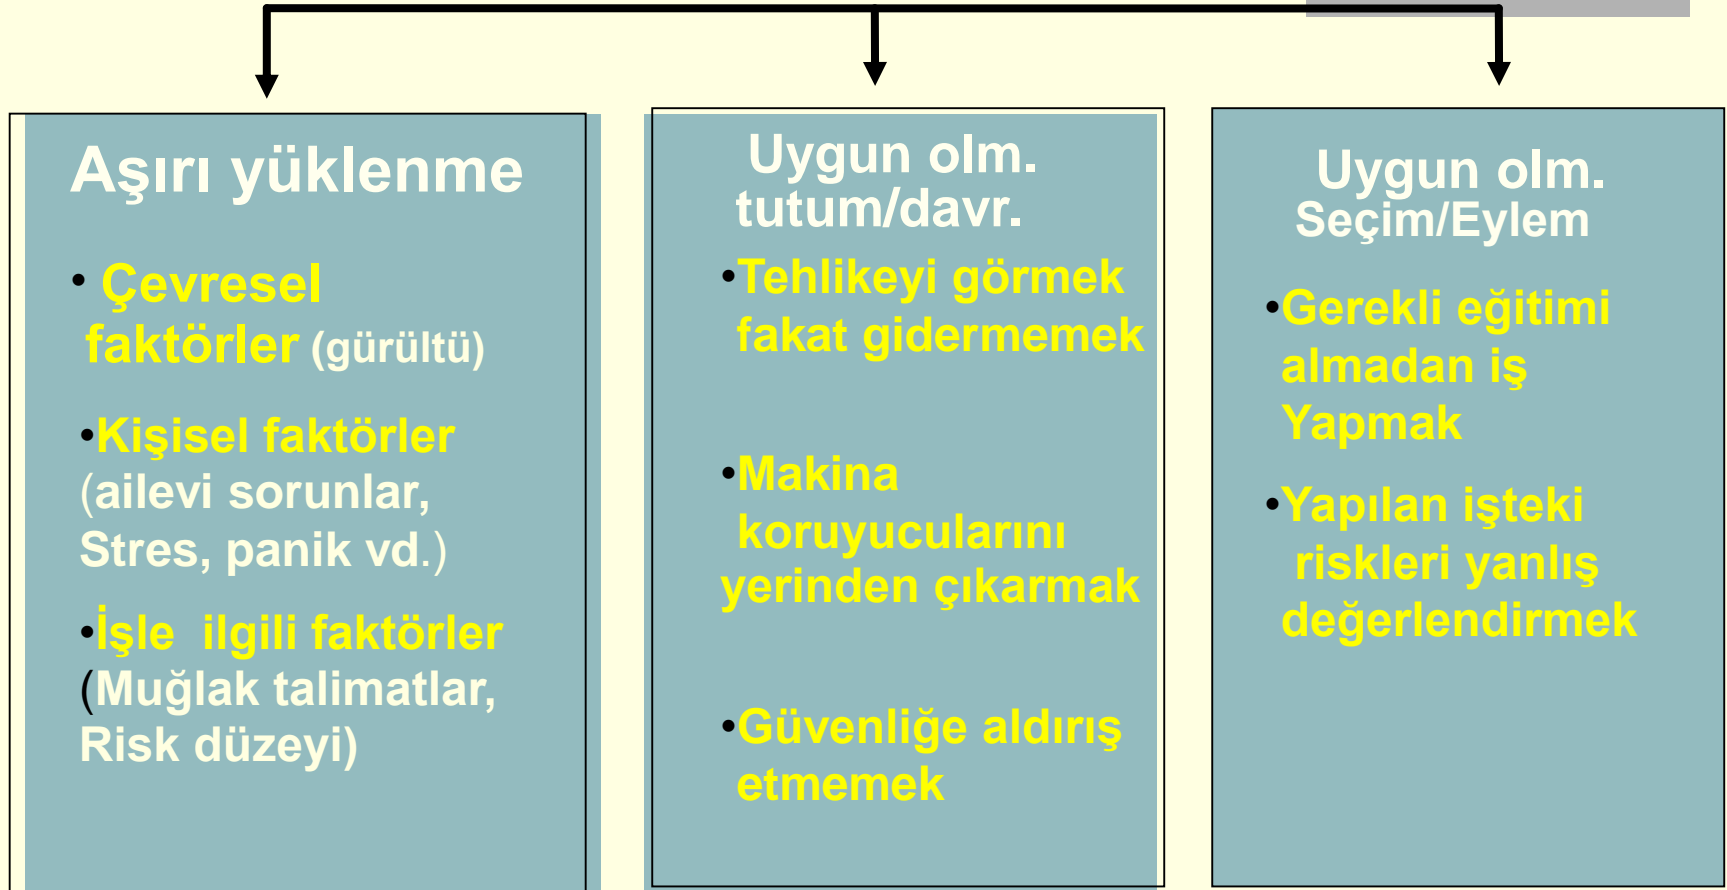 Aşırı yüklenme
• Çevresel
faktörler (gürültü)
•Kişisel faktörler
(ailevi sorunlar,
Stres, panik vd.)
•İşle ilgili faktörler
(Muğlak talimatlar,
Risk düzeyi)
Uygun olm.
tutum/davr.
•Tehlikeyi görmek
fakat gidermemek
•Makina
koruyucularını
yerinden çıkarmak
•Güvenliğe aldırış
etmemek
Uygun olm.
Seçim/Eylem
•Gerekli eğitimi
almadan iş
Yapmak
•Yapılan işteki
riskleri yanlış
değerlendirmek